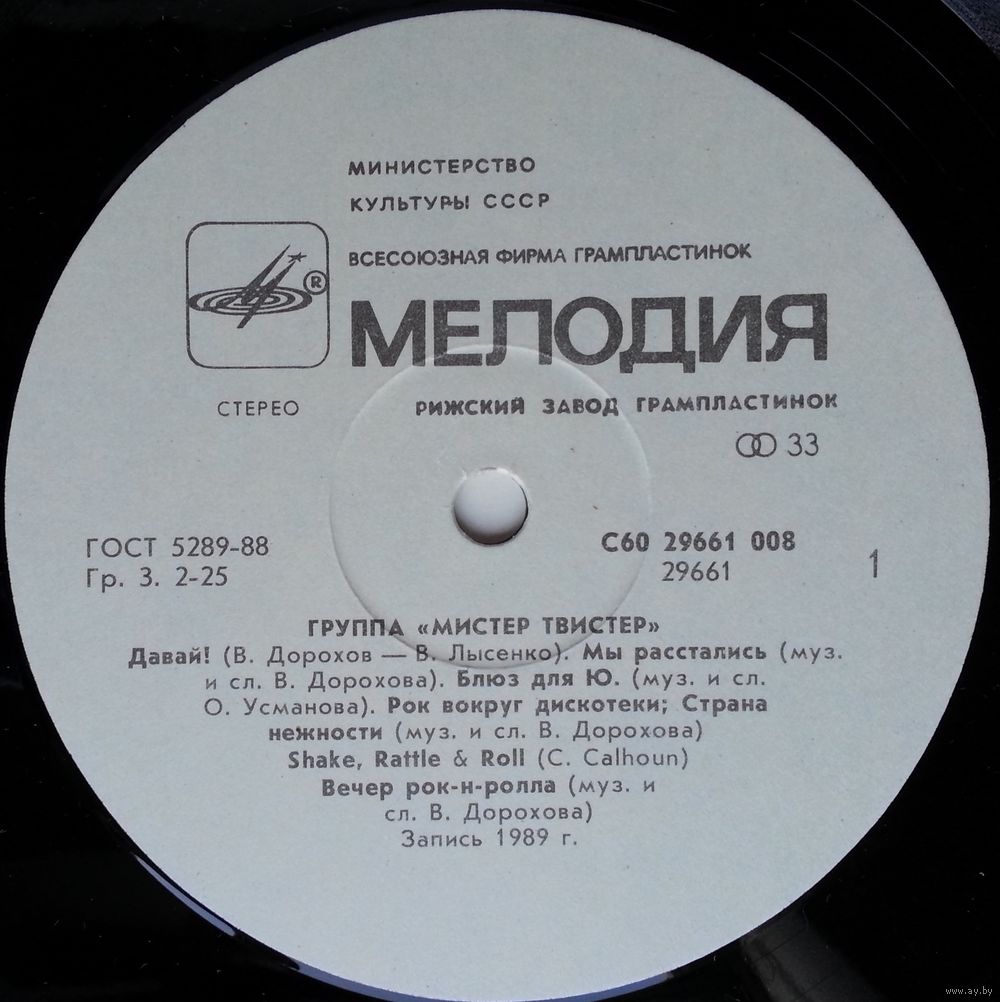 МИНИСТЕРСТВО
КУЛЬТУРЫ СССР
ВСЕСОЮЗНАЯ ФИРМА ГРАМПЛАСТИНОК
®
МЕЛОДИЯ
СТЕРЕО
РИЖСКИЙ ЗАВОД ГРАМПЛАСТИНОК
33
ГОСТ 5289-88
Гр. 3. 2-25
С60 29661 008
29661
1
ГРУППА «МИСТЕР ТВИСТЕР»
Давай! (В. Дорохов — В. Лысенко). Мы расстались (муз.
и сл. В. Дорохова). Блюз для Ю. (муз. и сл.
О. Усманова). Рок вокруг дискотеки; Страна
нежности (муз. и сл. В. Дорохова)
Shake, Rattle & Roll (C. Calhoun)
Вечер рок-н-ролла (муз. и
сл. В. Дорохова)
Запись 1989 г.
www.ay.by